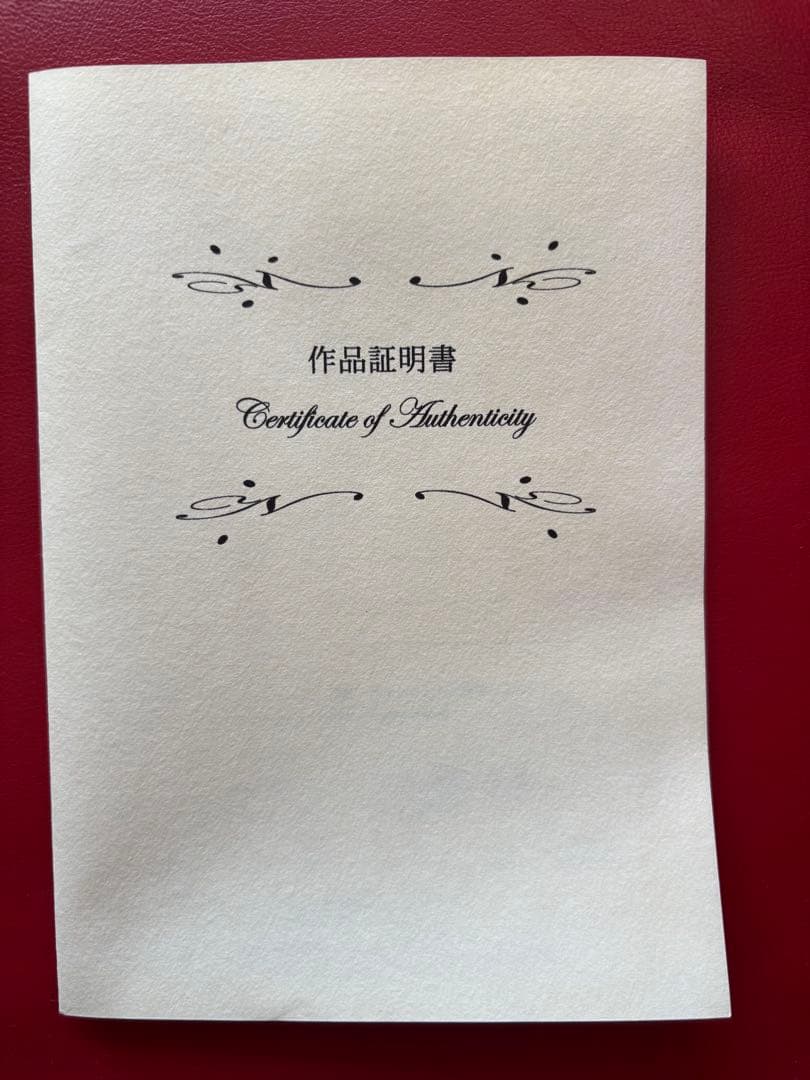 作品証明書
Certificate of Authenticity